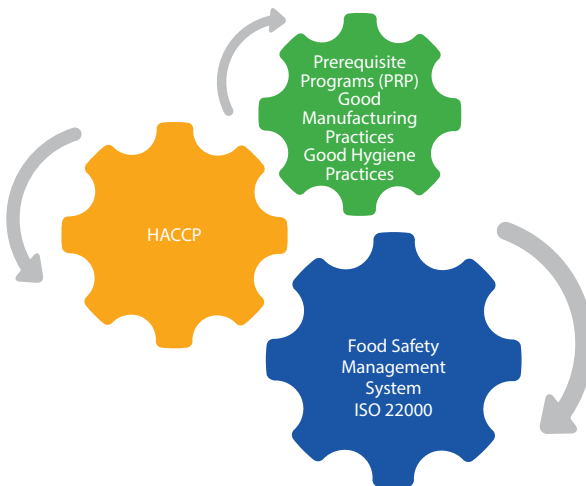 Prerequisite
Programs (PRP)
Good
Manufacturing
Practices
Good Hygiene
Practices
HACCP
Food Safety
Management
System
ISO 22000